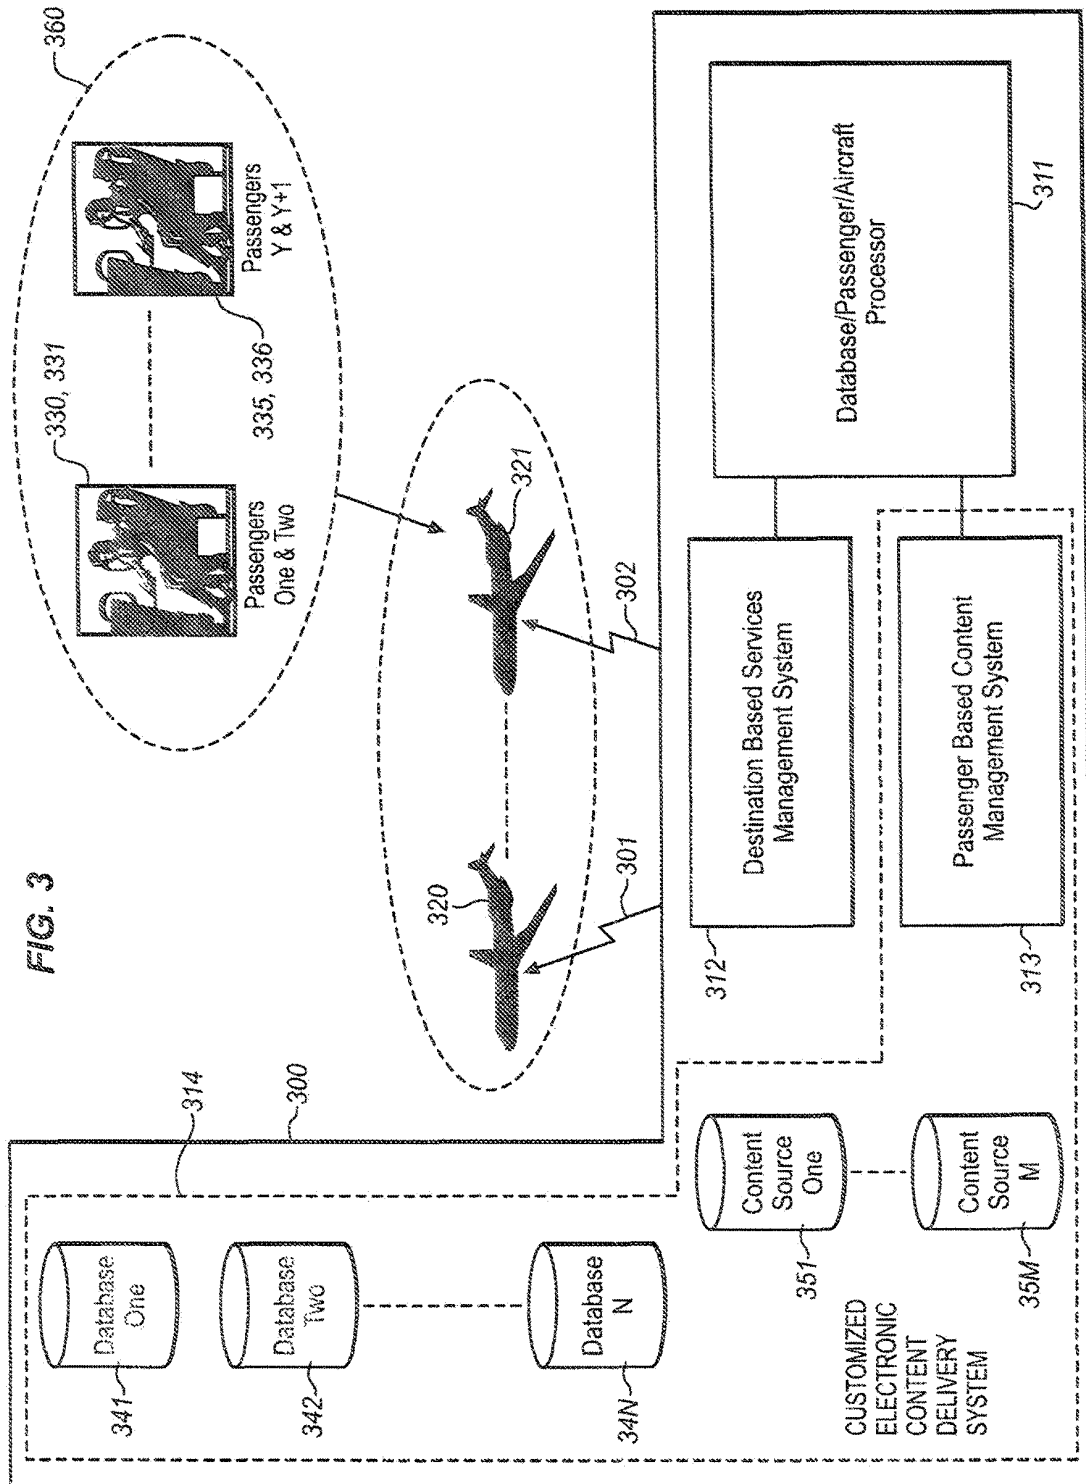 FIG. 3
360
330, 331
Passengers
One & Two
335, 336
Passengers
Y & Y+1
320
321
301
302
300
314
Database
One
341
Database
Two
342
Database
N
34N
Content
Source
One
351
Content
Source
M
35M
CUSTOMIZED
ELECTRONIC
CONTENT
DELIVERY
SYSTEM
Destination Based Services
Management System
312
Passenger Based Content
Management System
313
Database/Passenger/Aircraft
Processor
311